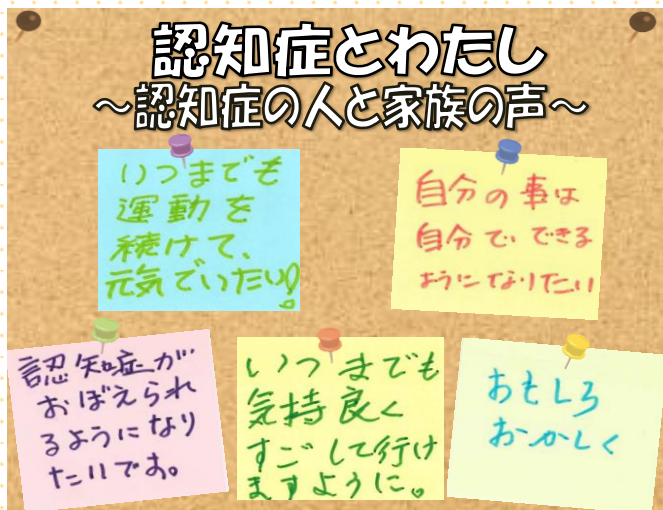 認知症とわたし
～認知症の人と家族の声～
いつまでも
運動を
続けて、
元気でいたい!
自分の事は
自分でできる
ようになりたい
認知症が
おぼえられ
るようになり
たいです。
いつまでも
気持良く
すごして行け
ますように。
おもしろ
おかしく